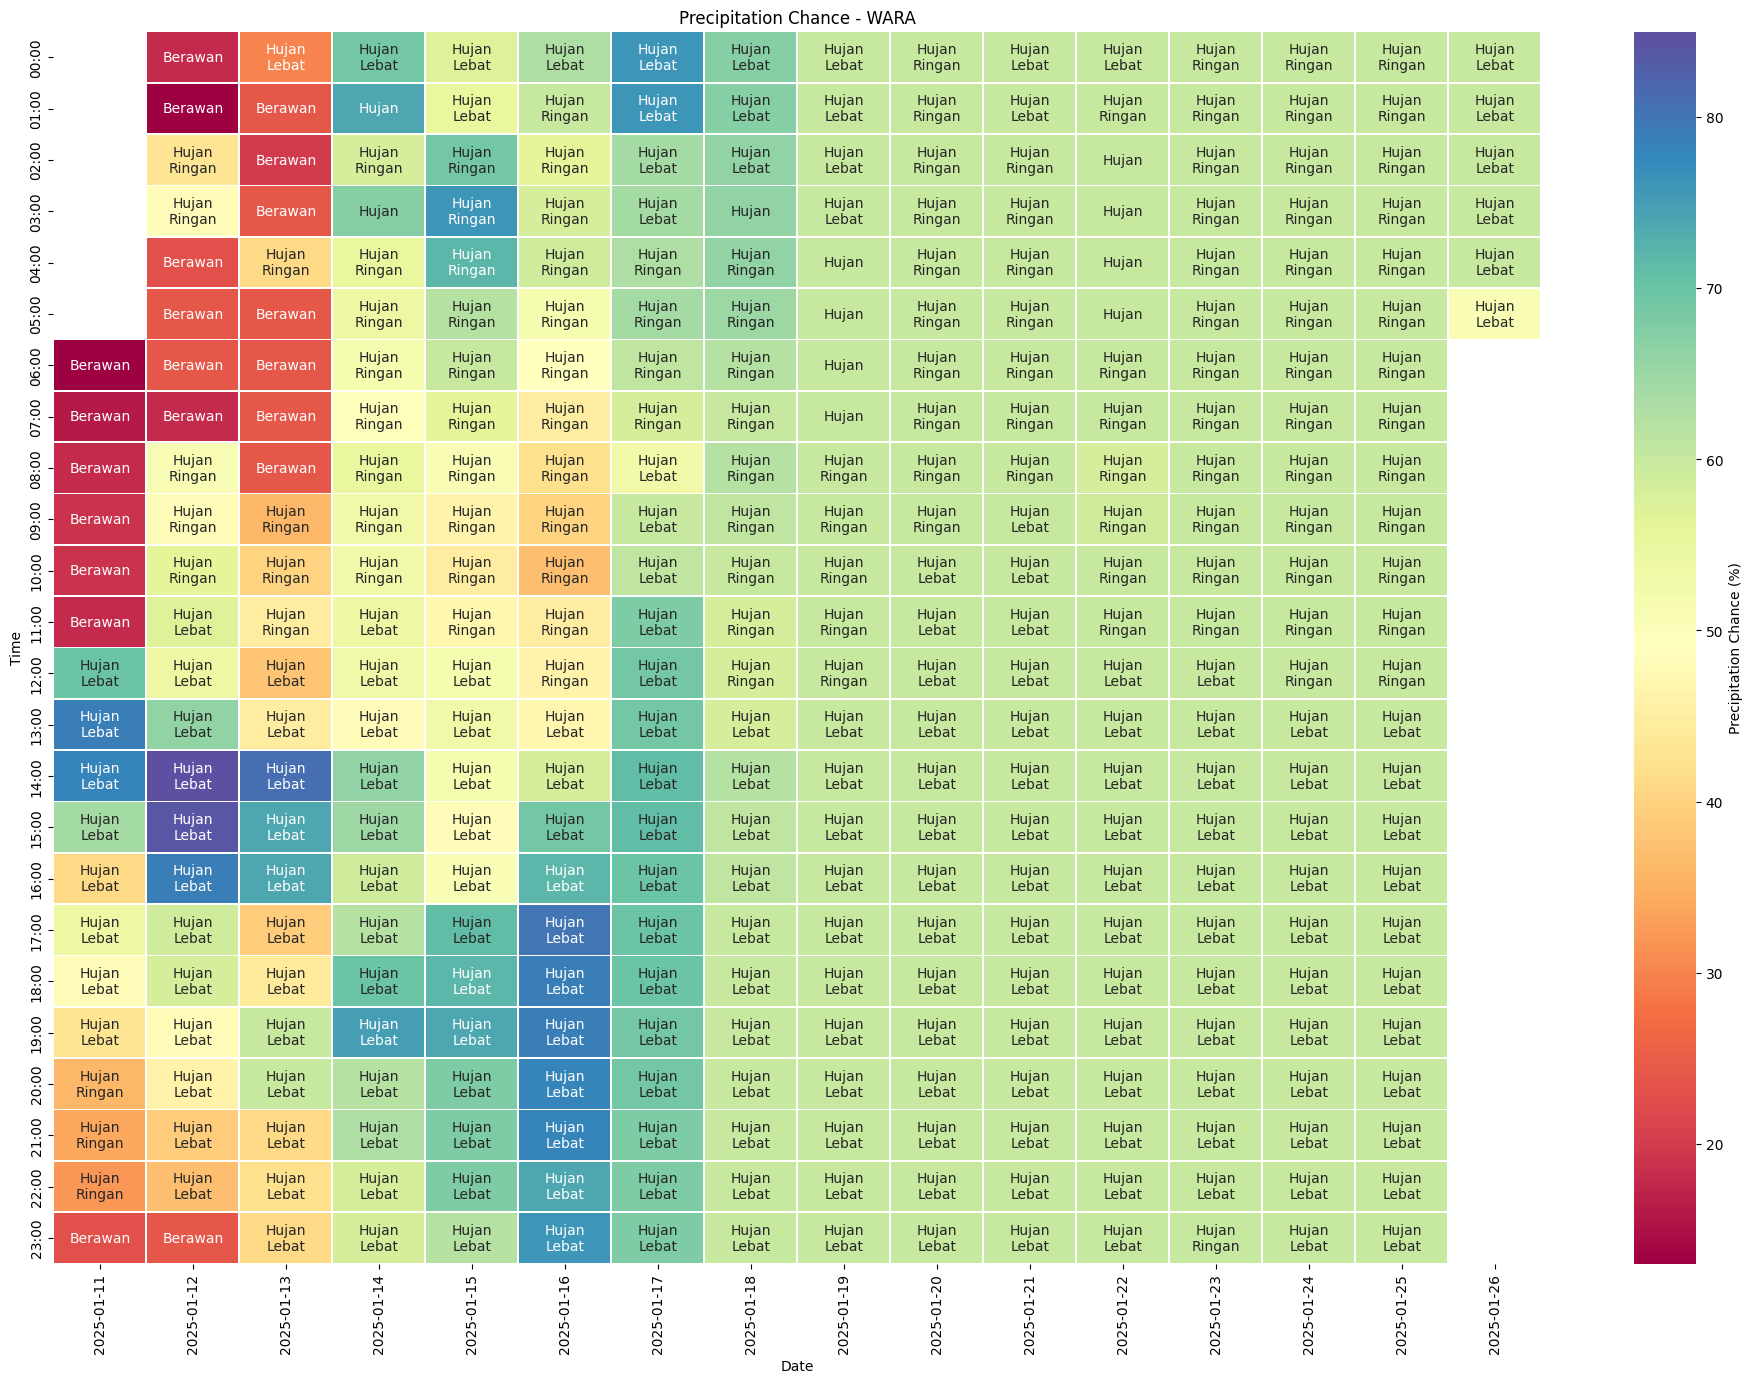 Precipitation Chance - WARA
00:00 Berawan Hujan Lebat Hujan Lebat Hujan Lebat Hujan Lebat Hujan Lebat Hujan Lebat Hujan Lebat Hujan Ringan Hujan Lebat Hujan Lebat Hujan Ringan Hujan Ringan Hujan Ringan Hujan Lebat
01:00 Berawan Berawan Hujan Hujan Lebat Hujan Ringan Hujan Lebat Hujan Lebat Hujan Lebat Hujan Ringan Hujan Lebat Hujan Ringan Hujan Ringan Hujan Ringan Hujan Ringan Hujan Lebat
02:00 Hujan Ringan Berawan Hujan Ringan Hujan Ringan Hujan Ringan Hujan Lebat Hujan Lebat Hujan Lebat Hujan Ringan Hujan Ringan Hujan Hujan Ringan Hujan Ringan Hujan Ringan Hujan Lebat
03:00 Hujan Ringan Berawan Hujan Hujan Ringan Hujan Ringan Hujan Lebat Hujan Hujan Lebat Hujan Ringan Hujan Ringan Hujan Hujan Ringan Hujan Ringan Hujan Ringan Hujan Lebat
04:00 Berawan Hujan Ringan Hujan Ringan Hujan Ringan Hujan Ringan Hujan Ringan Hujan Ringan Hujan Hujan Ringan Hujan Ringan Hujan Hujan Ringan Hujan Ringan Hujan Ringan Hujan Lebat
05:00 Berawan Berawan Hujan Ringan Hujan Ringan Hujan Ringan Hujan Ringan Hujan Ringan Hujan Hujan Ringan Hujan Ringan Hujan Hujan Ringan Hujan Ringan Hujan Ringan Hujan Lebat
06:00 Berawan Berawan Berawan Hujan Ringan Hujan Ringan Hujan Ringan Hujan Ringan Hujan Ringan Hujan Hujan Ringan Hujan Ringan Hujan Ringan Hujan Ringan Hujan Ringan Hujan Ringan
07:00 Berawan Berawan Berawan Hujan Ringan Hujan Ringan Hujan Ringan Hujan Ringan Hujan Ringan Hujan Hujan Ringan Hujan Ringan Hujan Ringan Hujan Ringan Hujan Ringan Hujan Ringan
08:00 Berawan Hujan Ringan Berawan Hujan Ringan Hujan Ringan Hujan Ringan Hujan Lebat Hujan Ringan Hujan Ringan Hujan Ringan Hujan Ringan Hujan Ringan Hujan Ringan Hujan Ringan Hujan Ringan
09:00 Berawan Hujan Ringan Hujan Ringan Hujan Ringan Hujan Ringan Hujan Ringan Hujan Lebat Hujan Ringan Hujan Ringan Hujan Ringan Hujan Lebat Hujan Ringan Hujan Ringan Hujan Ringan Hujan Ringan
10:00 Berawan Hujan Ringan Hujan Ringan Hujan Ringan Hujan Ringan Hujan Ringan Hujan Lebat Hujan Ringan Hujan Ringan Hujan Lebat Hujan Lebat Hujan Ringan Hujan Ringan Hujan Ringan Hujan Ringan
11:00 Berawan Hujan Lebat Hujan Ringan Hujan Lebat Hujan Ringan Hujan Ringan Hujan Lebat Hujan Ringan Hujan Ringan Hujan Lebat Hujan Lebat Hujan Ringan Hujan Ringan Hujan Ringan Hujan Ringan
12:00 Hujan Lebat Hujan Lebat Hujan Lebat Hujan Lebat Hujan Lebat Hujan Ringan Hujan Lebat Hujan Ringan Hujan Ringan Hujan Lebat Hujan Lebat Hujan Lebat Hujan Lebat Hujan Ringan Hujan Ringan
13:00 Hujan Lebat Hujan Lebat Hujan Lebat Hujan Lebat Hujan Lebat Hujan Lebat Hujan Lebat Hujan Lebat Hujan Lebat Hujan Lebat Hujan Lebat Hujan Lebat Hujan Lebat Hujan Lebat Hujan Lebat
14:00 Hujan Lebat Hujan Lebat Hujan Lebat Hujan Lebat Hujan Lebat Hujan Lebat Hujan Lebat Hujan Lebat Hujan Lebat Hujan Lebat Hujan Lebat Hujan Lebat Hujan Lebat Hujan Lebat Hujan Lebat
15:00 Hujan Lebat Hujan Lebat Hujan Lebat Hujan Lebat Hujan Lebat Hujan Lebat Hujan Lebat Hujan Lebat Hujan Lebat Hujan Lebat Hujan Lebat Hujan Lebat Hujan Lebat Hujan Lebat Hujan Lebat
16:00 Hujan Lebat Hujan Lebat Hujan Lebat Hujan Lebat Hujan Lebat Hujan Lebat Hujan Lebat Hujan Lebat Hujan Lebat Hujan Lebat Hujan Lebat Hujan Lebat Hujan Lebat Hujan Lebat Hujan Lebat
17:00 Hujan Lebat Hujan Lebat Hujan Lebat Hujan Lebat Hujan Lebat Hujan Lebat Hujan Lebat Hujan Lebat Hujan Lebat Hujan Lebat Hujan Lebat Hujan Lebat Hujan Lebat Hujan Lebat Hujan Lebat
18:00 Hujan Lebat Hujan Lebat Hujan Lebat Hujan Lebat Hujan Lebat Hujan Lebat Hujan Lebat Hujan Lebat Hujan Lebat Hujan Lebat Hujan Lebat Hujan Lebat Hujan Lebat Hujan Lebat Hujan Lebat
19:00 Hujan Lebat Hujan Lebat Hujan Lebat Hujan Lebat Hujan Lebat Hujan Lebat Hujan Lebat Hujan Lebat Hujan Lebat Hujan Lebat Hujan Lebat Hujan Lebat Hujan Lebat Hujan Lebat Hujan Lebat
20:00 Hujan Ringan Hujan Lebat Hujan Lebat Hujan Lebat Hujan Lebat Hujan Lebat Hujan Lebat Hujan Lebat Hujan Lebat Hujan Lebat Hujan Lebat Hujan Lebat Hujan Lebat Hujan Lebat Hujan Lebat
21:00 Hujan Ringan Hujan Lebat Hujan Lebat Hujan Lebat Hujan Lebat Hujan Lebat Hujan Lebat Hujan Lebat Hujan Lebat Hujan Lebat Hujan Lebat Hujan Lebat Hujan Lebat Hujan Lebat Hujan Lebat
22:00 Hujan Ringan Hujan Lebat Hujan Lebat Hujan Lebat Hujan Lebat Hujan Lebat Hujan Lebat Hujan Lebat Hujan Lebat Hujan Lebat Hujan Lebat Hujan Lebat Hujan Lebat Hujan Lebat Hujan Lebat
23:00 Berawan Berawan Hujan Lebat Hujan Lebat Hujan Lebat Hujan Lebat Hujan Lebat Hujan Lebat Hujan Lebat Hujan Lebat Hujan Lebat Hujan Lebat Hujan Ringan Hujan Lebat Hujan Lebat
Time
2025-01-11 2025-01-12 2025-01-13 2025-01-14 2025-01-15 2025-01-16 2025-01-17 2025-01-18 2025-01-19 2025-01-20 2025-01-21 2025-01-22 2025-01-23 2025-01-24 2025-01-25 2025-01-26
Date
80
70
60
50
40
30
20
Precipitation Chance (%)